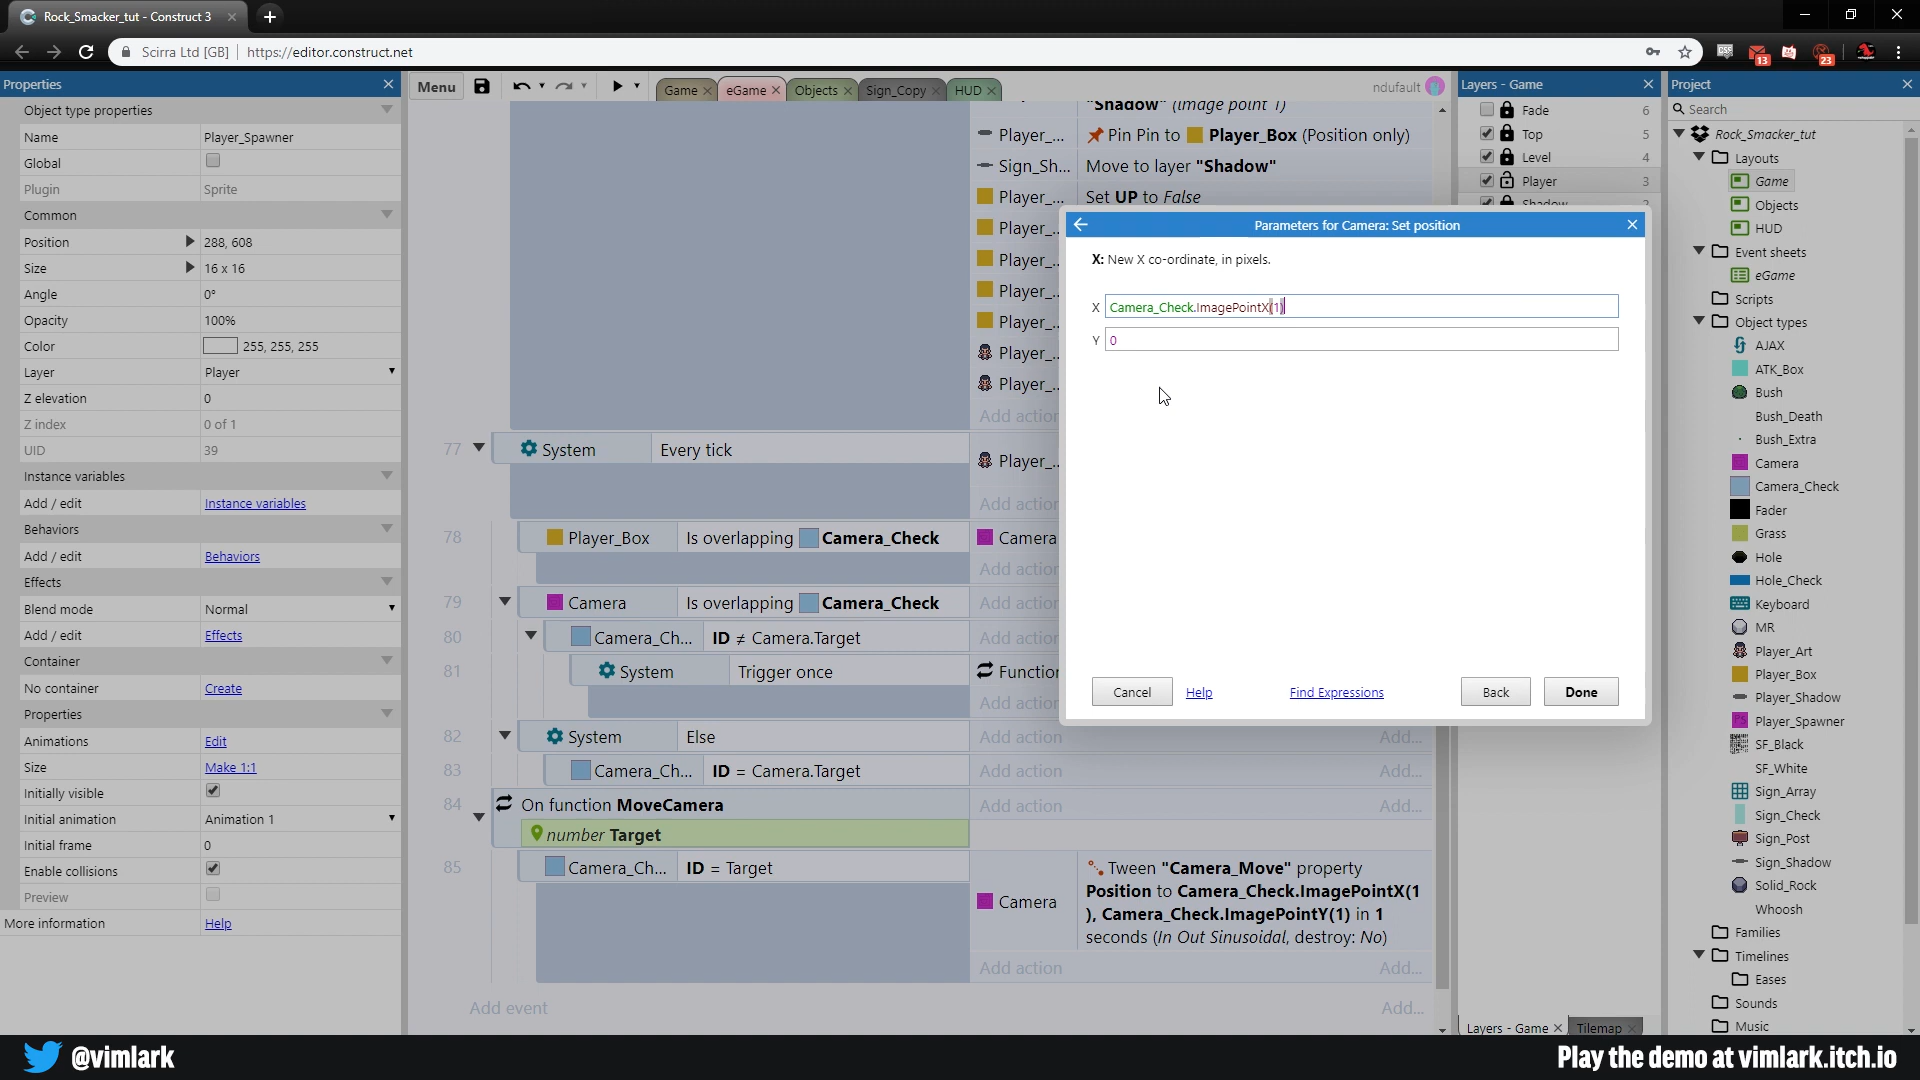 Rock_Smacker_tut - Construct 3
Scirra Ltd [GB] https://editor.construct.net
13
23
Properties
Object type properties
Name Player_Spawner
Global
Plugin Sprite
Common
Position 288, 608
Size 16 x 16
Angle 0°
Opacity 100%
Color 255, 255, 255
Layer Player
Z elevation 0
Z index 0 of 1
UID 39
Instance variables
Add / edit Instance variables
Behaviors
Add / edit Behaviors
Effects
Blend mode Normal
Add / edit Effects
Container
No container Create
Properties
Animations Edit
Size Make 1:1
Initially visible
Initial animation Animation 1
Initial frame 0
Enable collisions
Preview
More information Help
Menu
Game
eGame
Objects
Sign_Copy
HUD
ndufault
"Shadow" (image point 1)
Player_... Pin Pin to Player_Box (Position only)
Sign_Sh... Move to layer "Shadow"
Player_... Set UP to False
Player_..
Player_..
Player_..
Player_..
Player_..
Player_..
Add action
77 System Every tick Player_..
Add action
78 Player_Box Is overlapping Camera_Check Camera
Add action
79 Camera Is overlapping Camera_Check Add action
80 Camera_Ch... ID ≠ Camera.Target Add action
81 System Trigger once Function
Add action
82 System Else Add action Add...
83 Camera_Ch... ID = Camera.Target Add action Add...
84 On function MoveCamera Add action Add...
number Target
85 Camera_Ch... ID = Target Camera Tween "Camera_Move" property
Position to Camera_Check.ImagePointX(1
), Camera_Check.ImagePointY(1) in 1
seconds (In Out Sinusoidal, destroy: No)
Add action Add...
Add event Add...
Parameters for Camera: Set position
X: New X co-ordinate, in pixels.
X Camera_Check.ImagePointX(1)
Y 0
Cancel Help Find Expressions Back Done
Layers - Game
Fade 6
Top 5
Level 4
Player 3
Shadow 2
Layers - Game
Tilemap
Project
Search
Rock_Smacker_tut
Layouts
Game
Objects
HUD
Event sheets
eGame
Scripts
Object types
AJAX
ATK_Box
Bush
Bush_Death
Bush_Extra
Camera
Camera_Check
Fader
Grass
Hole
Hole_Check
Keyboard
MR
Player_Art
Player_Box
Player_Shadow
PS Player_Spawner
SF_Black
SF_White
Sign_Array
Sign_Check
Sign_Post
Sign_Shadow
Solid_Rock
Whoosh
Families
Timelines
Eases
Sounds
Music
@vimlark
Play the demo at vimlark.itch.io